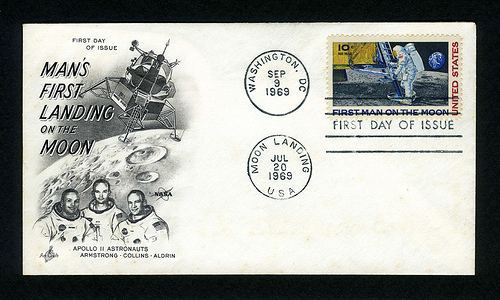 FIRST DAY
OF ISSUE
MAN'S
FIRST
LANDING
ON THE
MOON
NASA
APOLLO 11 ASTRONAUTS
ARMSTRONG · COLLINS · ALDRIN
WASHINGTON, DC
SEP
9
1969
MOON LANDING
JUL
20
1969
USA
10¢
UNITED STATES
FIRST MAN ON THE MOON
FIRST DAY OF ISSUE